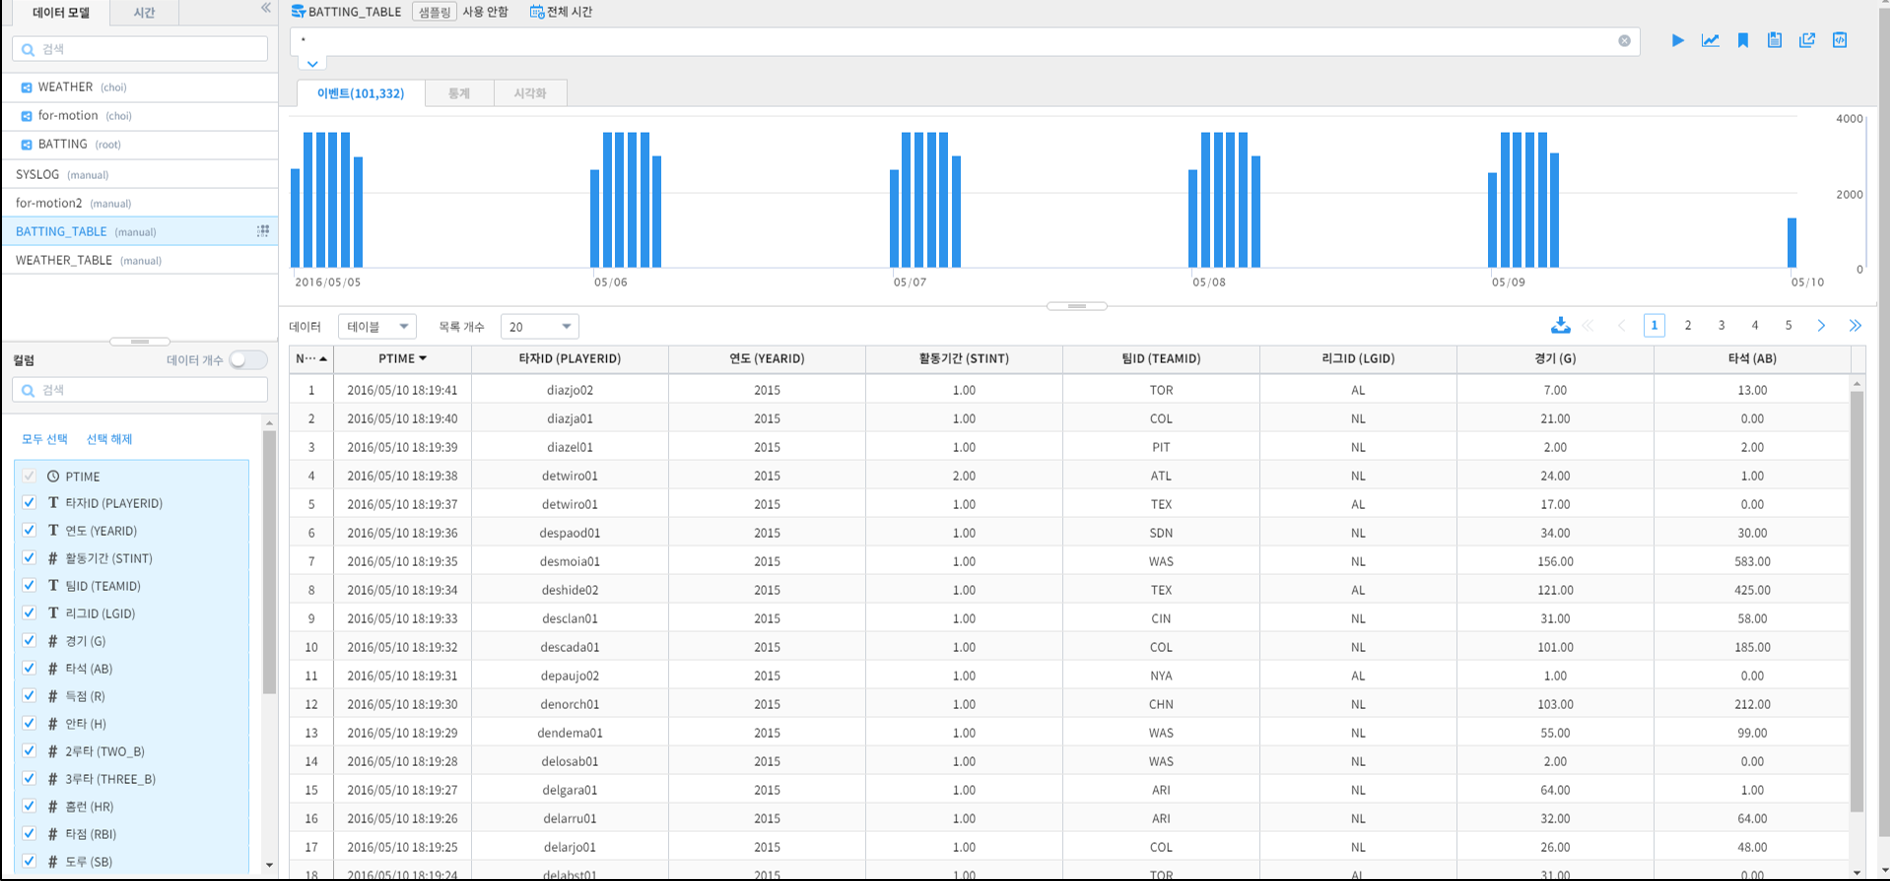 데이터 모델 시간
검색
WEATHER (choi)
for-motion (choi)
BATTING (root)
SYSLOG (manual)
for-motion2 (manual)
BATTING_TABLE (manual)
WEATHER_TABLE (manual)
컬럼 데이터 개수
검색
모두 선택 선택 해제
PTIME
T 타자ID (PLAYERID)
T 연도 (YEARID)
# 활동기간 (STINT)
T 팀ID (TEAMID)
T 리그ID (LGID)
# 경기 (G)
# 타석 (AB)
# 득점 (R)
# 안타 (H)
# 2루타 (TWO_B)
# 3루타 (THREE_B)
# 홈런 (HR)
# 타점 (RBI)
# 도루 (SB)
BATTING_TABLE 샘플링 사용 안함 전체 시간
*
이벤트(101,332) 통계 시각화
4000
2000
0
2016/05/05 05/06 05/07 05/08 05/09 05/10
데이터 테이블 목록 개수 20 1 2 3 4 5
N··· PTIME 타자ID (PLAYERID) 연도 (YEARID) 활동기간 (STINT) 팀ID (TEAMID) 리그ID (LGID) 경기 (G) 타석 (AB)
1 2016/05/10 18:19:41 diazjo02 2015 1.00 TOR AL 7.00 13.00
2 2016/05/10 18:19:40 diazja01 2015 1.00 COL NL 21.00 0.00
3 2016/05/10 18:19:39 diazel01 2015 1.00 PIT NL 2.00 2.00
4 2016/05/10 18:19:38 detwiro01 2015 2.00 ATL NL 24.00 1.00
5 2016/05/10 18:19:37 detwiro01 2015 1.00 TEX AL 17.00 0.00
6 2016/05/10 18:19:36 despaod01 2015 1.00 SDN NL 34.00 30.00
7 2016/05/10 18:19:35 desmoia01 2015 1.00 WAS NL 156.00 583.00
8 2016/05/10 18:19:34 deshide02 2015 1.00 TEX AL 121.00 425.00
9 2016/05/10 18:19:33 desclan01 2015 1.00 CIN NL 31.00 58.00
10 2016/05/10 18:19:32 descada01 2015 1.00 COL NL 101.00 185.00
11 2016/05/10 18:19:31 depaujo02 2015 1.00 NYA AL 1.00 0.00
12 2016/05/10 18:19:30 denorch01 2015 1.00 CHN NL 103.00 212.00
13 2016/05/10 18:19:29 dendema01 2015 1.00 WAS NL 55.00 99.00
14 2016/05/10 18:19:28 delosab01 2015 1.00 WAS NL 2.00 0.00
15 2016/05/10 18:19:27 delgara01 2015 1.00 ARI NL 64.00 1.00
16 2016/05/10 18:19:26 delarru01 2015 1.00 ARI NL 32.00 64.00
17 2016/05/10 18:19:25 delarjo01 2015 1.00 COL NL 26.00 48.00
18 2016/05/10 18:19:24 delabst01 2015 1.00 TOR AL 31.00 0.00